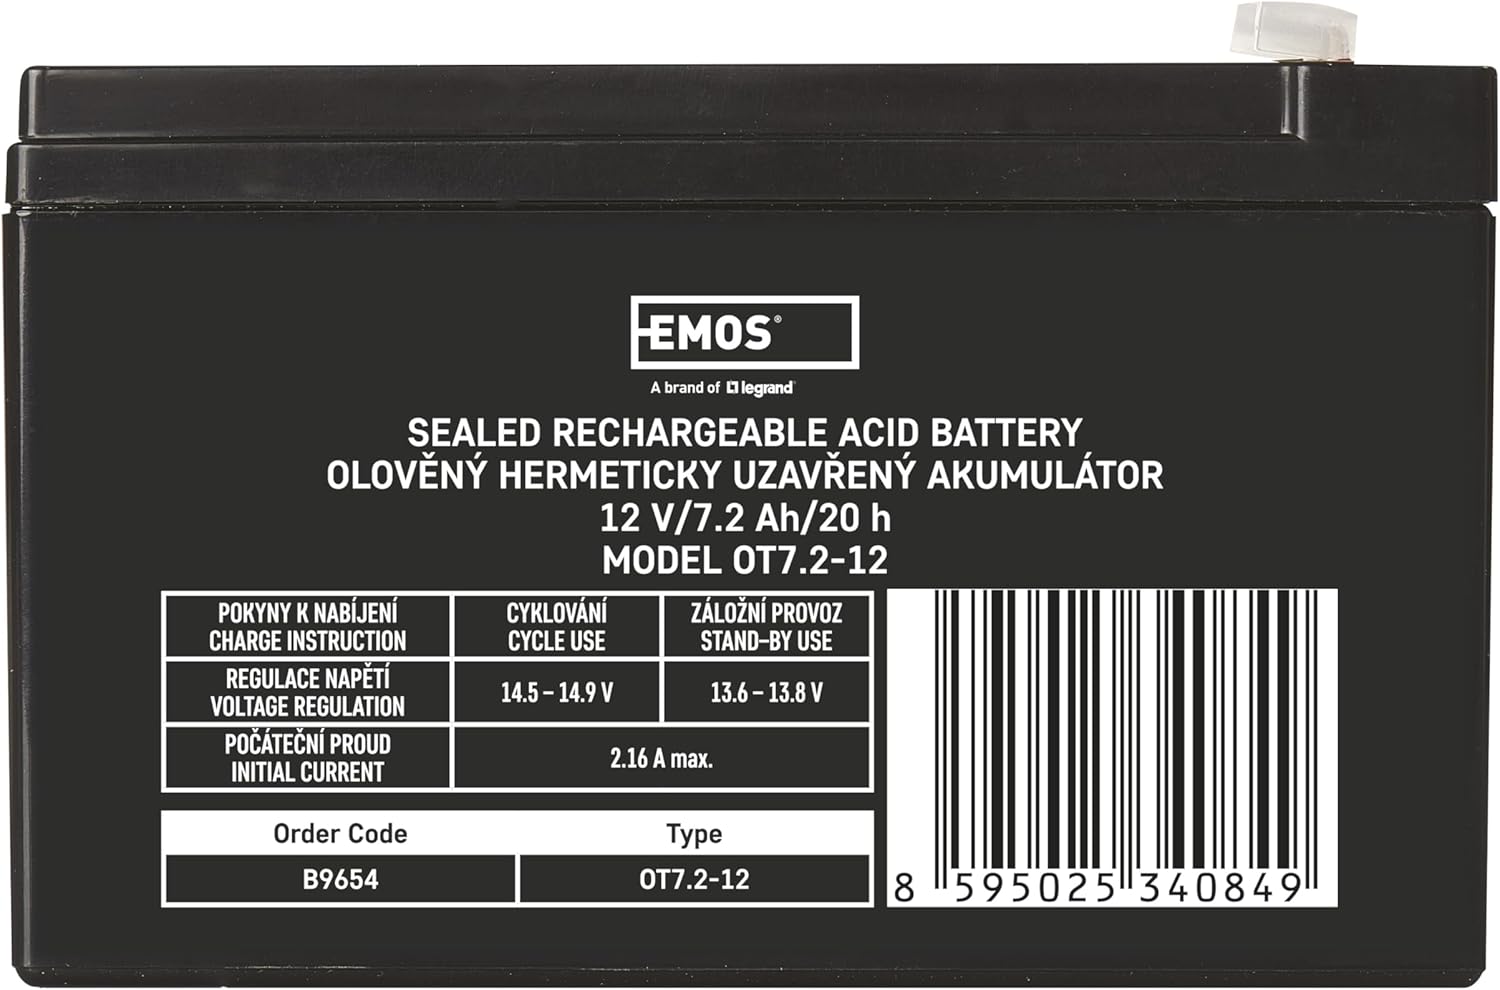 EMOS®
A brand of legrand
SEALED RECHARGEABLE ACID BATTERY
OLOVĚNÝ HERMETICKY UZAVŘENÝ AKUMULÁTOR
12 V/7.2 Ah/20 h
MODEL OT7.2-12
POKYNY K NABÍJENÍ
CHARGE INSTRUCTION
CYKLOVÁNÍ
CYCLE USE
ZÁLOŽNÍ PROVOZ
STAND-BY USE
REGULACE NAPĚTÍ
VOLTAGE REGULATION
14.5 – 14.9 V
13.6 – 13.8 V
POČÁTEČNÍ PROUD
INITIAL CURRENT
2.16 A max.
Order Code
Type
B9654
OT7.2-12
8 595025 340849